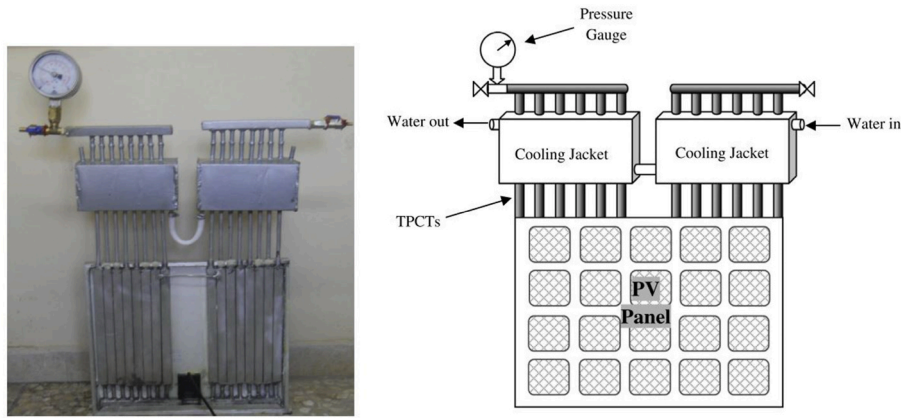 Pressure
Gauge
Water out
Water in
Cooling Jacket
Cooling Jacket
TPCTs
PV
Panel